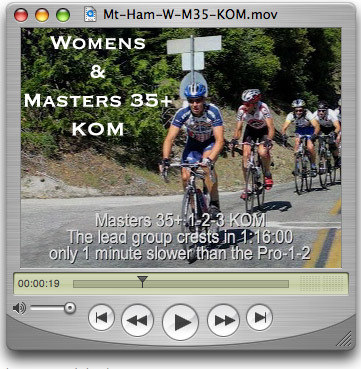 Mt-Ham-W-M35-KOM.mov
Womens
&
Masters 35+
KOM
Masters 35+:1-2-3 KOM
The lead group crests in 1:16:00
only 1 minute slower than the Pro-1-2
00:00:19